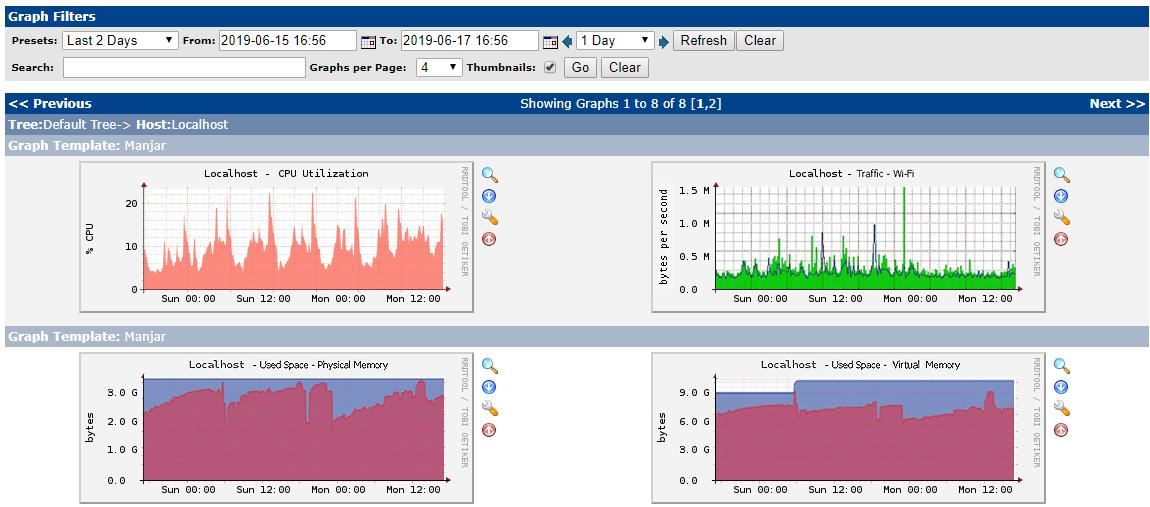 Graph Filters
Presets: Last 2 Days From: 2019-06-15 16:56 To: 2019-06-17 16:56 1 Day Refresh Clear
Search: Graphs per Page: 4 Thumbnails: Go Clear
<< Previous Showing Graphs 1 to 8 of 8 [1,2] Next >>
Tree:Default Tree-> Host:Localhost
Graph Template: Manjar
Localhost - CPU Utilization
% CPU
20
10
0
Sun 00:00 Sun 12:00 Mon 00:00 Mon 12:00
RRDTOOL / TOBI OETIKER
Localhost - Traffic - Wi-Fi
bytes per second
1.5 M
1.0 M
0.5 M
0.0
Sun 00:00 Sun 12:00 Mon 00:00 Mon 12:00
RRDTOOL / TOBI OETIKER
Graph Template: Manjar
Localhost - Used Space - Physical Memory
bytes
3.0 G
2.0 G
1.0 G
0.0
Sun 00:00 Sun 12:00 Mon 00:00 Mon 12:00
RRDTOOL / TOBI OETIKER
Localhost - Used Space - Virtual Memory
bytes
9.0 G
6.0 G
3.0 G
0.0
Sun 00:00 Sun 12:00 Mon 00:00 Mon 12:00
RRDTOOL / TOBI OETIKER